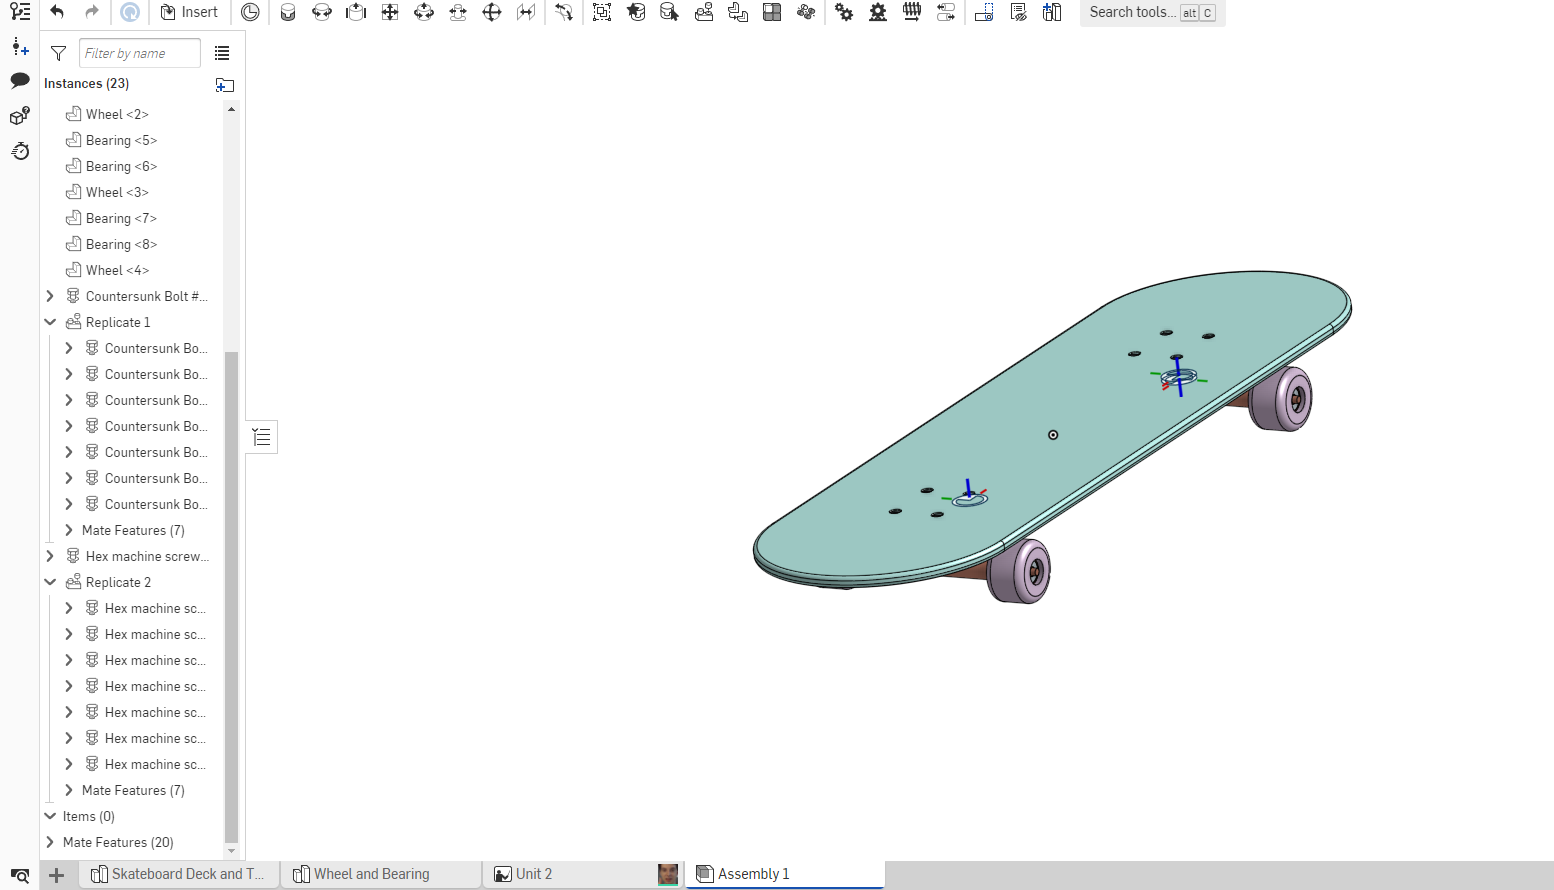 Insert
Search tools... alt C
Filter by name
Instances (23)
Wheel <2>
Bearing <5>
Bearing <6>
Wheel <3>
Bearing <7>
Bearing <8>
Wheel <4>
Countersunk Bolt #...
Replicate 1
Countersunk Bo...
Countersunk Bo...
Countersunk Bo...
Countersunk Bo...
Countersunk Bo...
Countersunk Bo...
Countersunk Bo...
Mate Features (7)
Hex machine screw...
Replicate 2
Hex machine sc...
Hex machine sc...
Hex machine sc...
Hex machine sc...
Hex machine sc...
Hex machine sc...
Hex machine sc...
Mate Features (7)
Items (0)
Mate Features (20)
Skateboard Deck and T...
Wheel and Bearing
Unit 2
Assembly 1